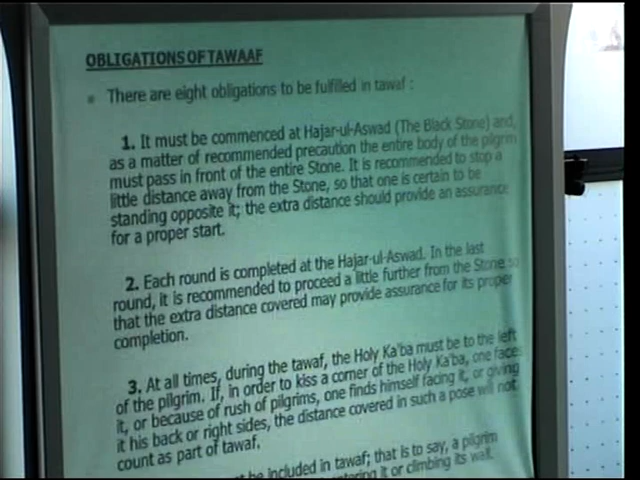 OBLIGATIONS OF TAWAAF
There are eight obligations to be fulfilled in tawaf :
1. It must be commenced at Hajar-ul-Aswad (The Black Stone) and,
as a matter of recommended precaution the entire body of the pilgrim
must pass in front of the entire Stone. It is recommended to stop a
little distance away from the Stone, so that one is certain to be
standing opposite it; the extra distance should provide an assurance
for a proper start.
2. Each round is completed at the Hajar-ul-Aswad. In the last
round, it is recommended to proceed a little further from the Stone so
that the extra distance covered may provide assurance for its proper
completion.
3. At all times, during the tawaf, the Holy Ka'ba must be to the left
of the pilgrim. If, in order to kiss a corner of the Holy Ka'ba, one faces
it, or because of rush of pilgrims, one finds himself facing it, or giving
it his back or right sides, the distance covered in such a pose will not
count as part of tawaf.
be included in tawaf; that is to say, a pilgrim
it or climbing its wall.